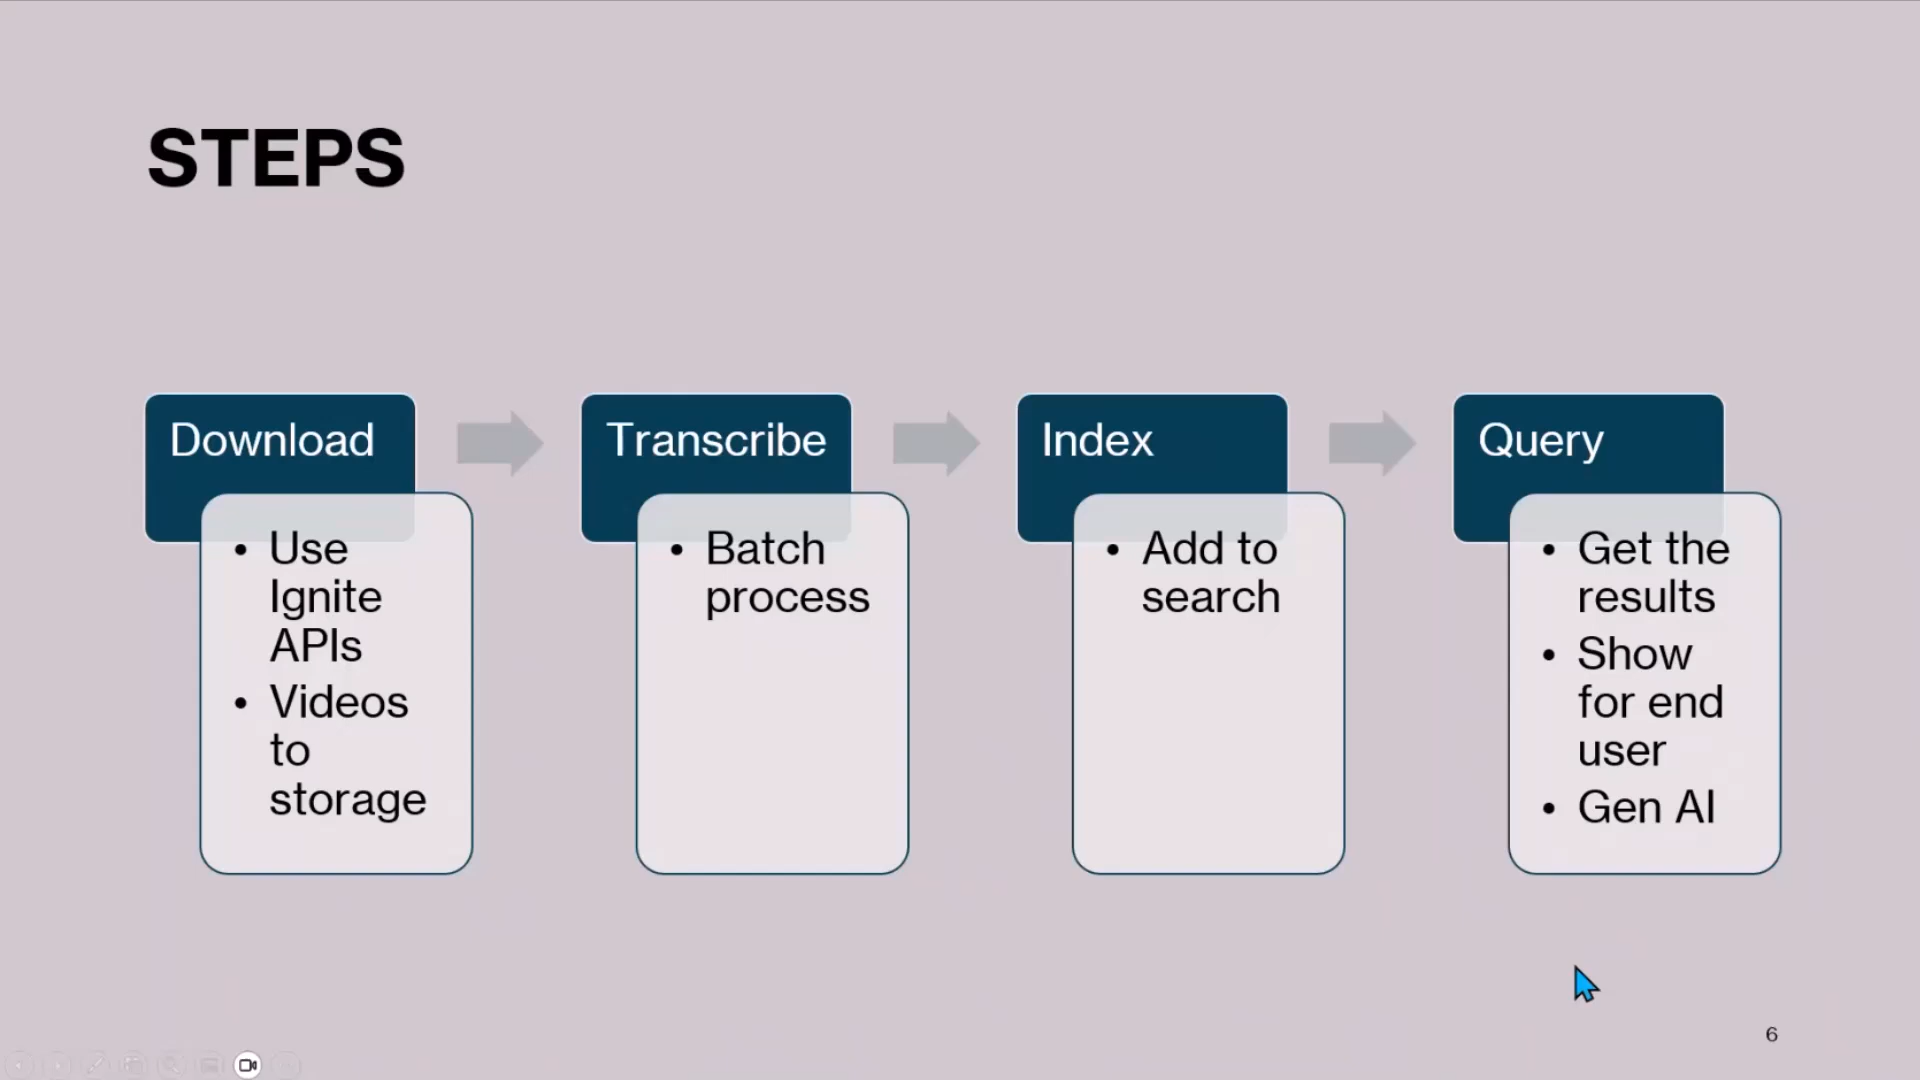 STEPS
Download
• Use
Ignite
APIs
• Videos
to
storage
Transcribe
• Batch
process
Index
• Add to
search
Query
• Get the
results
• Show
for end
user
• Gen AI
6